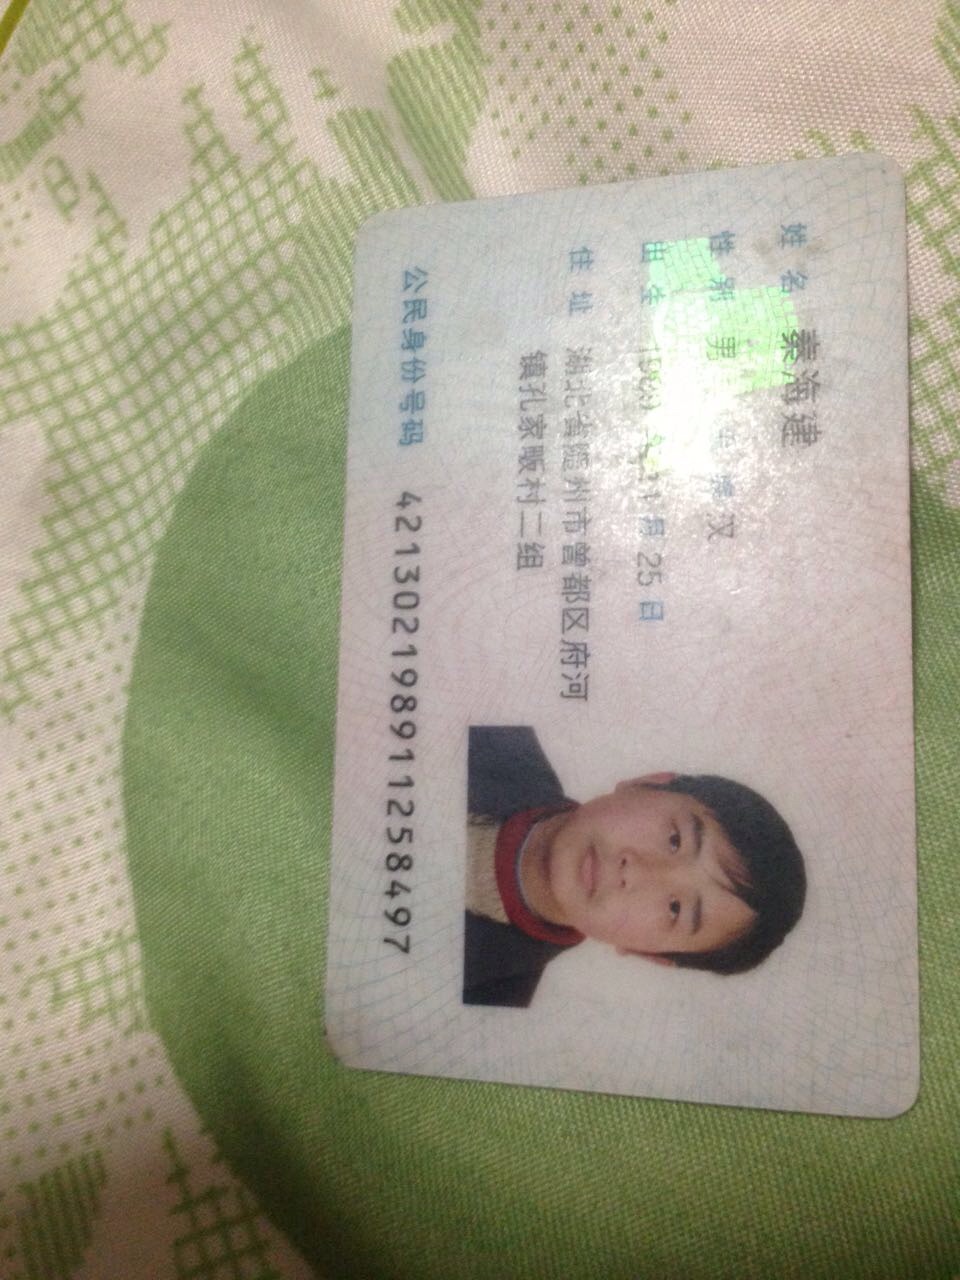 姓名 秦海建
性别 男 民族 汉
出生 1989 年 11 月 25 日
住址 湖北省随州市曾都区府河
镇孔家畈村二组
公民身份号码 421302198911258497